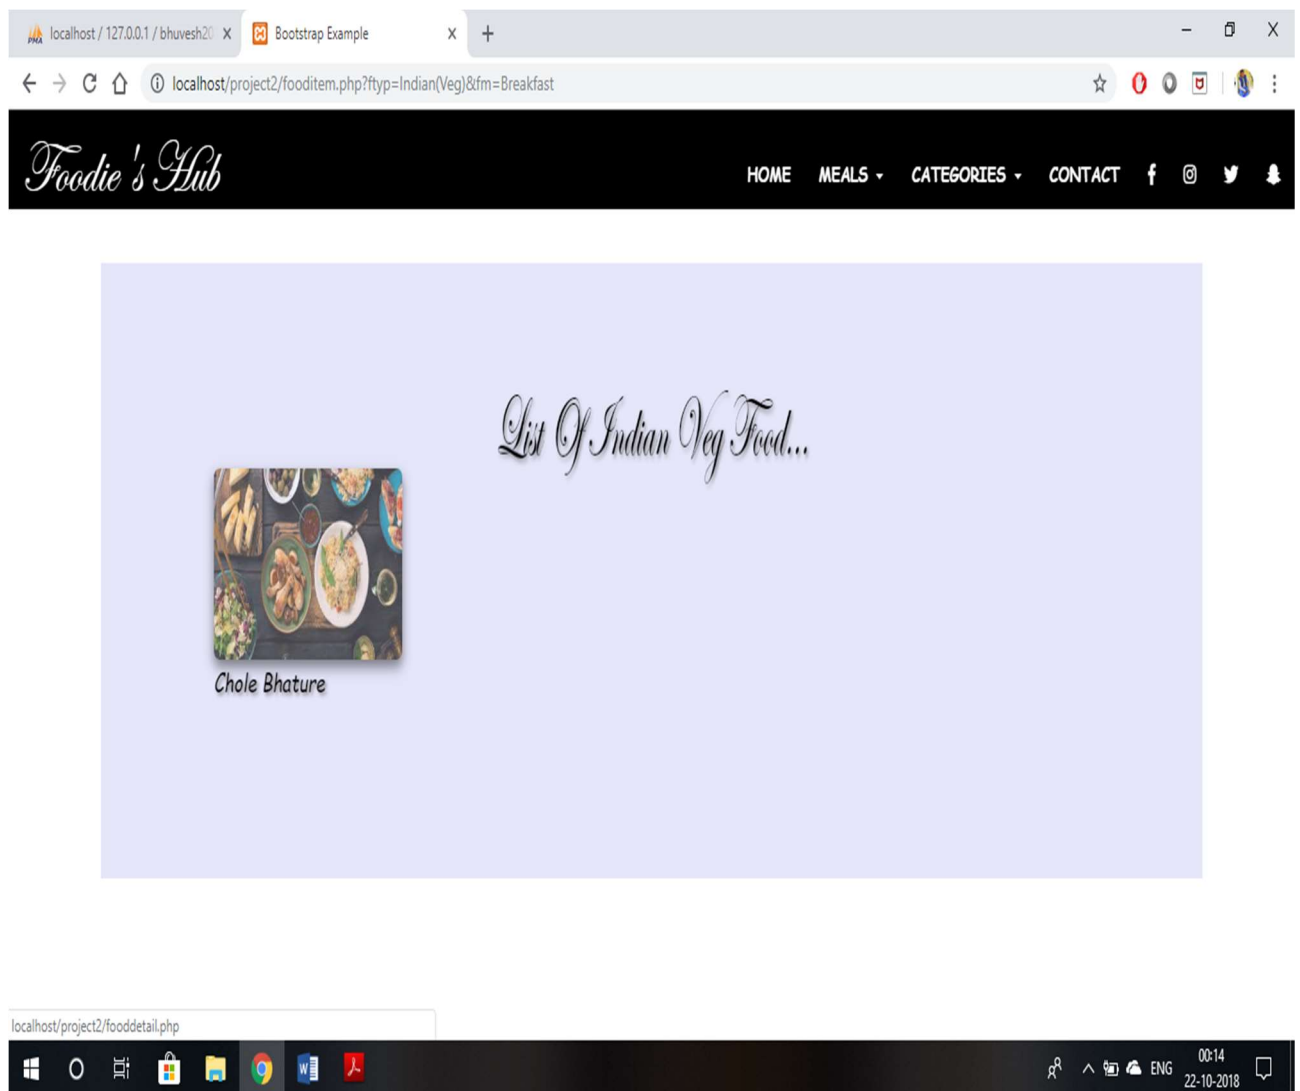 localhost / 127.0.0.1 / bhuvesh20
Bootstrap Example
localhost/project2/fooditem.php?ftyp=Indian(Veg)&fm=Breakfast
Foodie's Hub
HOME MEALS CATEGORIES CONTACT
List Of Indian Veg Food...
Chole Bhature
localhost/project2/fooddetail.php
ENG
00:14
22-10-2018